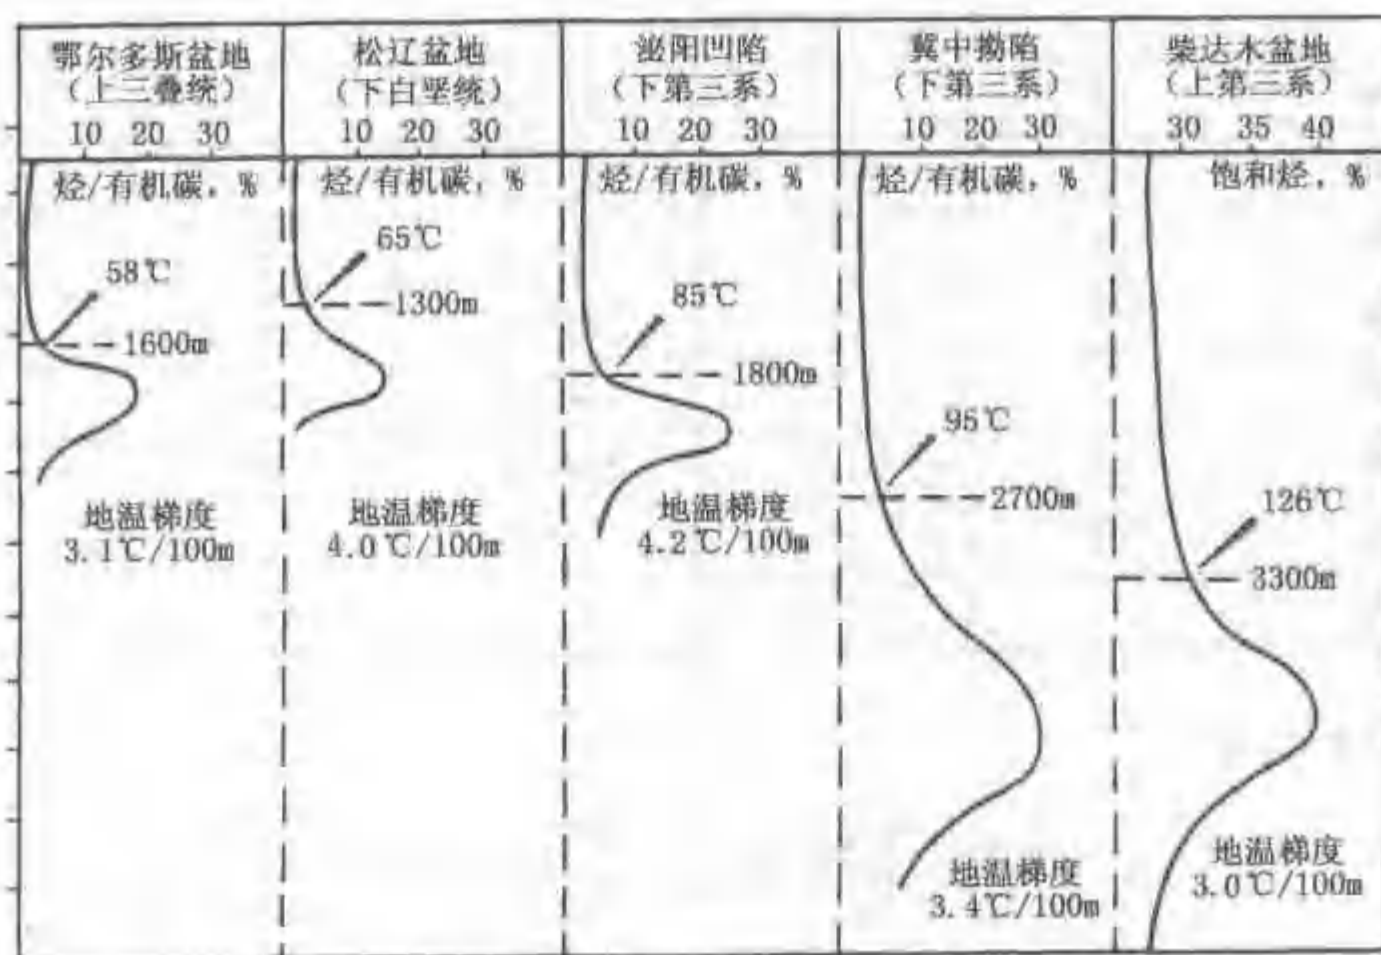 鄂尔多斯盆地
(上三叠统)
10 20 30
烃/有机碳，%
58℃
1600m
地温梯度
3.1℃/100m
松辽盆地
(下白垩统)
10 20 30
烃/有机碳，%
65℃
1300m
地温梯度
4.0℃/100m
泌阳凹陷
(下第三系)
10 20 30
烃/有机碳，%
85℃
1800m
地温梯度
4.2℃/100m
冀中拗陷
(下第三系)
10 20 30
烃/有机碳，%
95℃
2700m
地温梯度
3.4℃/100m
柴达木盆地
(上第三系)
30 35 40
饱和烃，%
126℃
3300m
地温梯度
3.0℃/100m